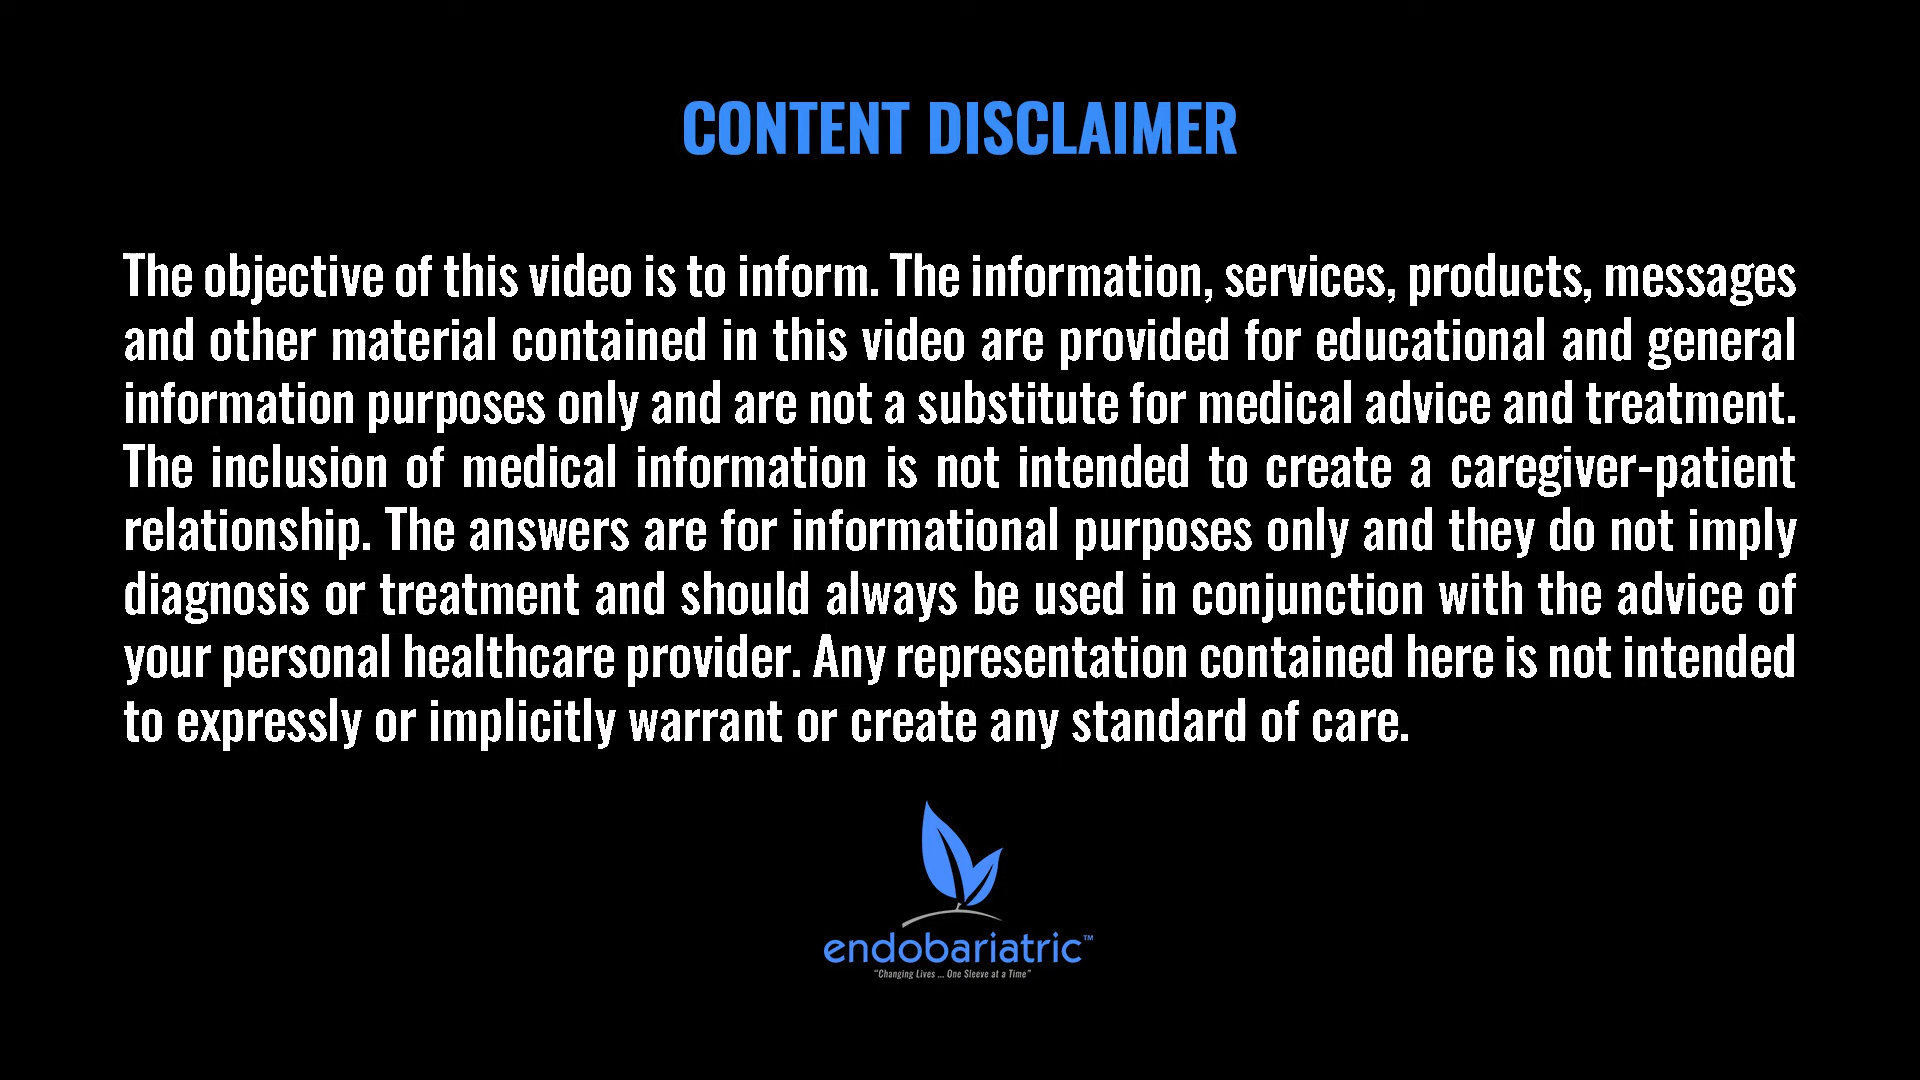 CONTENT DISCLAIMER
The objective of this video is to inform. The information, services, products, messages
and other material contained in this video are provided for educational and general
information purposes only and are not a substitute for medical advice and treatment.
The inclusion of medical information is not intended to create a caregiver-patient
relationship. The answers are for informational purposes only and they do not imply
diagnosis or treatment and should always be used in conjunction with the advice of
your personal healthcare provider. Any representation contained here is not intended
to expressly or implicitly warrant or create any standard of care.
endobariatric™
"Changing Lives ... One Sleeve at a Time"